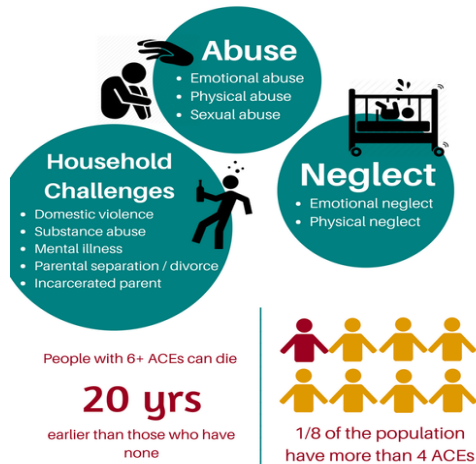 Abuse
• Emotional abuse
• Physical abuse
• Sexual abuse
Household
Challenges
• Domestic violence
• Substance abuse
• Mental illness
• Parental separation / divorce
• Incarcerated parent
Neglect
• Emotional neglect
• Physical neglect
People with 6+ ACEs can die
20 yrs
earlier than those who have
none
1/8 of the population
have more than 4 ACEs